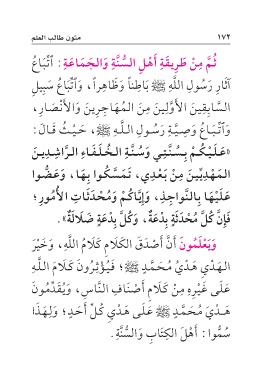 ١٧٢ متون طالب العلم
ثُمَّ مِنْ طَرِيقَةِ أَهْلِ السُّنَّةِ وَالجَمَاعَةِ: اتِّبَاعُ
آثَارِ رَسُولِ اللَّهِ ﷺ بَاطِناً وَظَاهِراً، وَاتِّبَاعُ سَبِيلِ
السَّابِقِينَ الأَوَّلِينَ مِنَ المُهَاجِرِينَ وَالأَنْصَارِ،
وَاتِّبَاعُ وَصِيَّةِ رَسُولِ اللَّهِ ﷺ، حَيْثُ قَالَ:
«عَلَيْكُمْ بِسُنَّتِي وَسُنَّةِ الخُلَفَاءِ الرَّاشِدِينَ
المَهْدِيِّينَ مِنْ بَعْدِي، تَمَسَّكُوا بِهَا، وَعَضُّوا
عَلَيْهَا بِالنَّوَاجِذِ، وَإِيَّاكُمْ وَمُحْدَثَاتِ الأُمُورِ؛
فَإِنَّ كُلَّ مُحْدَثَةٍ بِدْعَةٌ، وَكُلَّ بِدْعَةٍ ضَلَالَةٌ».
وَيَعْلَمُونَ أَنَّ أَصْدَقَ الكَلَامِ كَلَامُ اللَّهِ، وَخَيْرَ
الهَدْيِ هَدْيُ مُحَمَّدٍ ﷺ؛ فَيُؤْثِرُونَ كَلَامَ اللَّهِ
عَلَى غَيْرِهِ مِنْ كَلَامِ أَصْنَافِ النَّاسِ، وَيُقَدِّمُونَ
هَدْيَ مُحَمَّدٍ ﷺ عَلَى هَدْيِ كُلِّ أَحَدٍ؛ وَلِهَذَا
سُمُّوا: أَهْلَ الكِتَابِ وَالسُّنَّةِ.